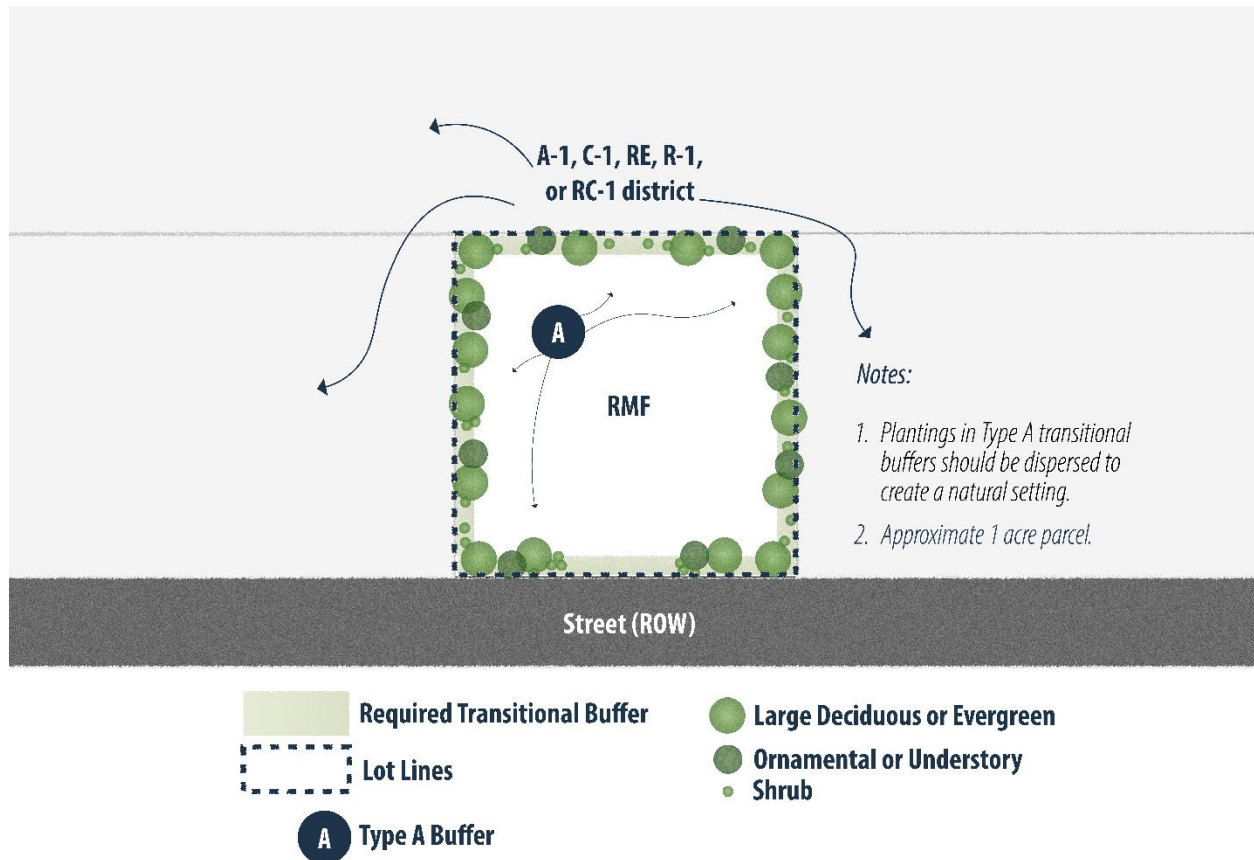 A-1, C-1, RE, R-1,
or RC-1 district
A
RMF
Notes:
1. Plantings in Type A transitional
buffers should be dispersed to
create a natural setting.
2. Approximate 1 acre parcel.
Street (ROW)
Required Transitional Buffer
Lot Lines
A Type A Buffer
Large Deciduous or Evergreen
Ornamental or Understory
Shrub